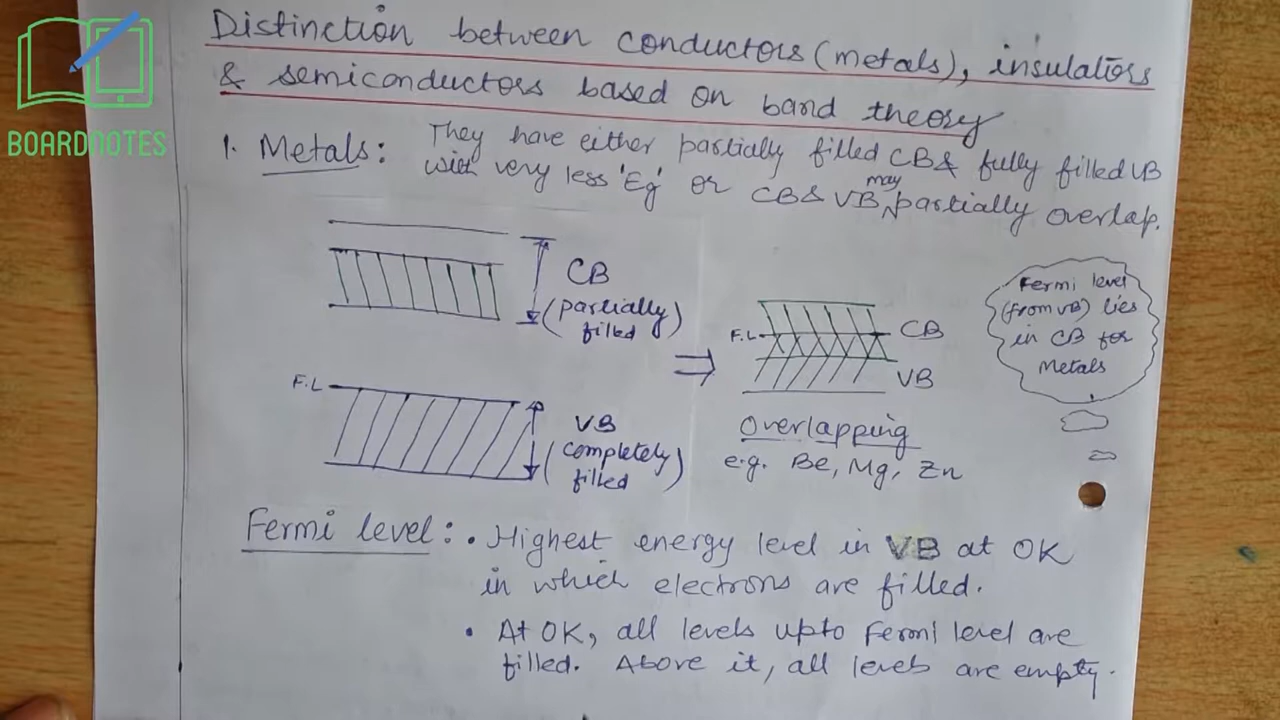 BOARDNOTES
Distinction between conductors (metals), insulators
& semiconductors based on band theory
1. Metals: They have either partially filled CB & fully filled VB
with very less 'Eg' or CB & VB may partially overlap.
CB
(partially
filled)
F.L
VB
(completely
filled)
⇒
F.L
CB
VB
Overlapping
e.g. Be, Mg, Zn
Fermi level
(from VB) lies
in CB for
Metals
Fermi level: • Highest energy level in VB at 0K
in which electrons are filled.
• At 0K, all levels upto Fermi level are
filled. Above it, all levels are empty.